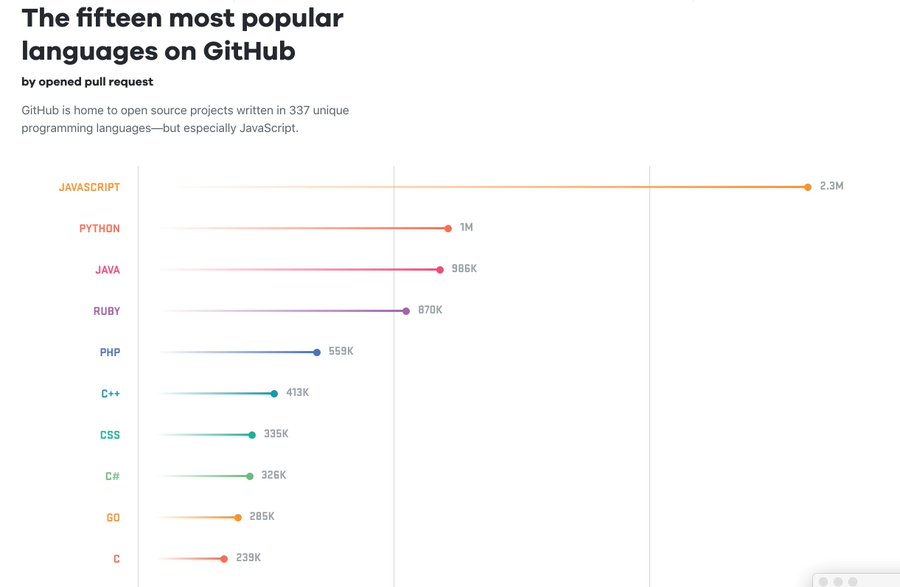 The fifteen most popular
languages on GitHub
by opened pull request
GitHub is home to open source projects written in 337 unique
programming languages—but especially JavaScript.
JAVASCRIPT 2.3M
PYTHON 1M
JAVA 986K
RUBY 870K
PHP 559K
C++ 413K
CSS 335K
C# 326K
GO 285K
C 239K